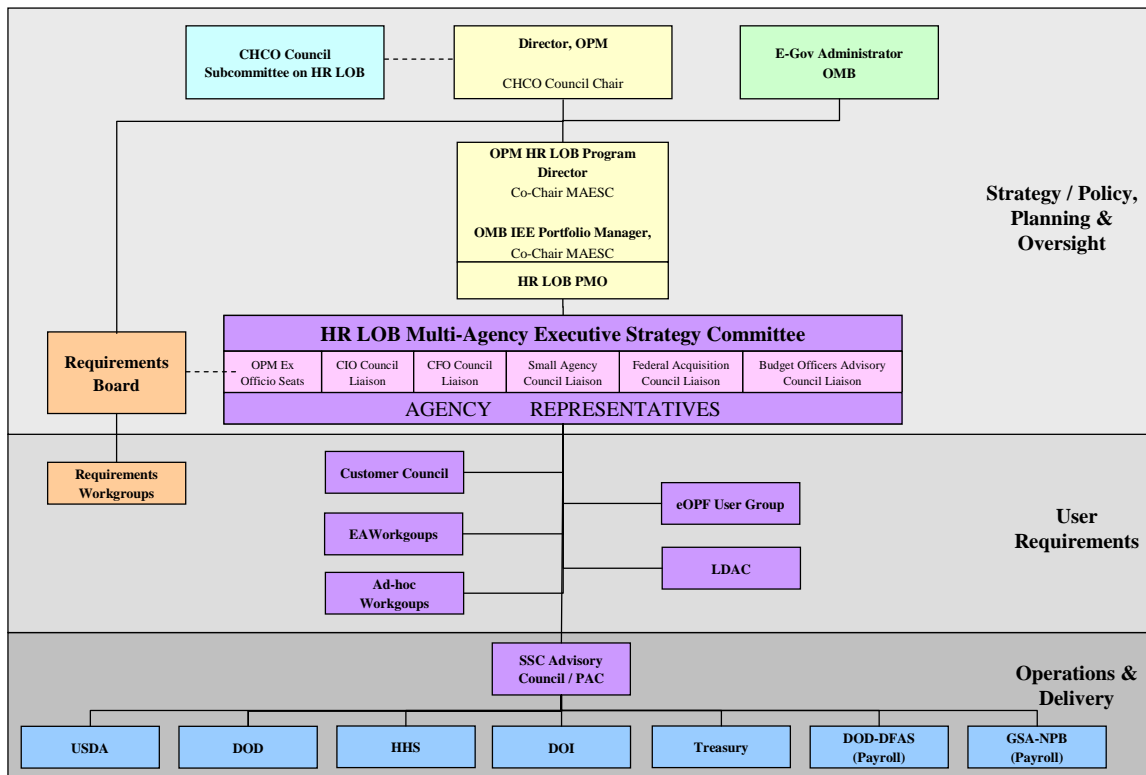 CHCO Council
Subcommittee on HR LOB
Director, OPM
CHCO Council Chair
E-Gov Administrator
OMB
OPM HR LOB Program
Director
Co-Chair MAESC
OMB IEE Portfolio Manager,
Co-Chair MAESC
HR LOB PMO
Strategy / Policy,
Planning &
Oversight
HR LOB Multi-Agency Executive Strategy Committee
Requirements
Board
OPM Ex
Officio Seats
CIO Council
Liaison
CFO Council
Liaison
Small Agency
Council Liaison
Federal Acquisition
Council Liaison
Budget Officers Advisory
Council Liaison
AGENCY REPRESENTATIVES
Requirements
Workgroups
Customer Council
eOPF User Group
EAWorkgoups
LDAC
Ad-hoc
Workgoups
User
Requirements
SSC Advisory
Council / PAC
Operations &
Delivery
USDA
DOD
HHS
DOI
Treasury
DOD-DFAS
(Payroll)
GSA-NPB
(Payroll)